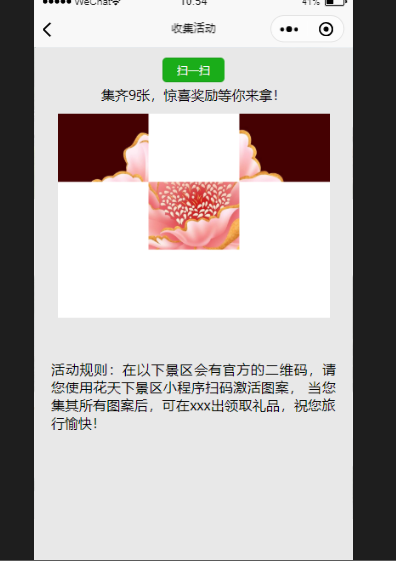 WeChat
10:54
41%
收集活动
扫一扫
集齐9张，惊喜奖励等你来拿！
活动规则：在以下景区会有官方的二维码，请
您使用花天下景区小程序扫码激活图案， 当您
集其所有图案后，可在xxx出领取礼品，祝您旅
行愉快！